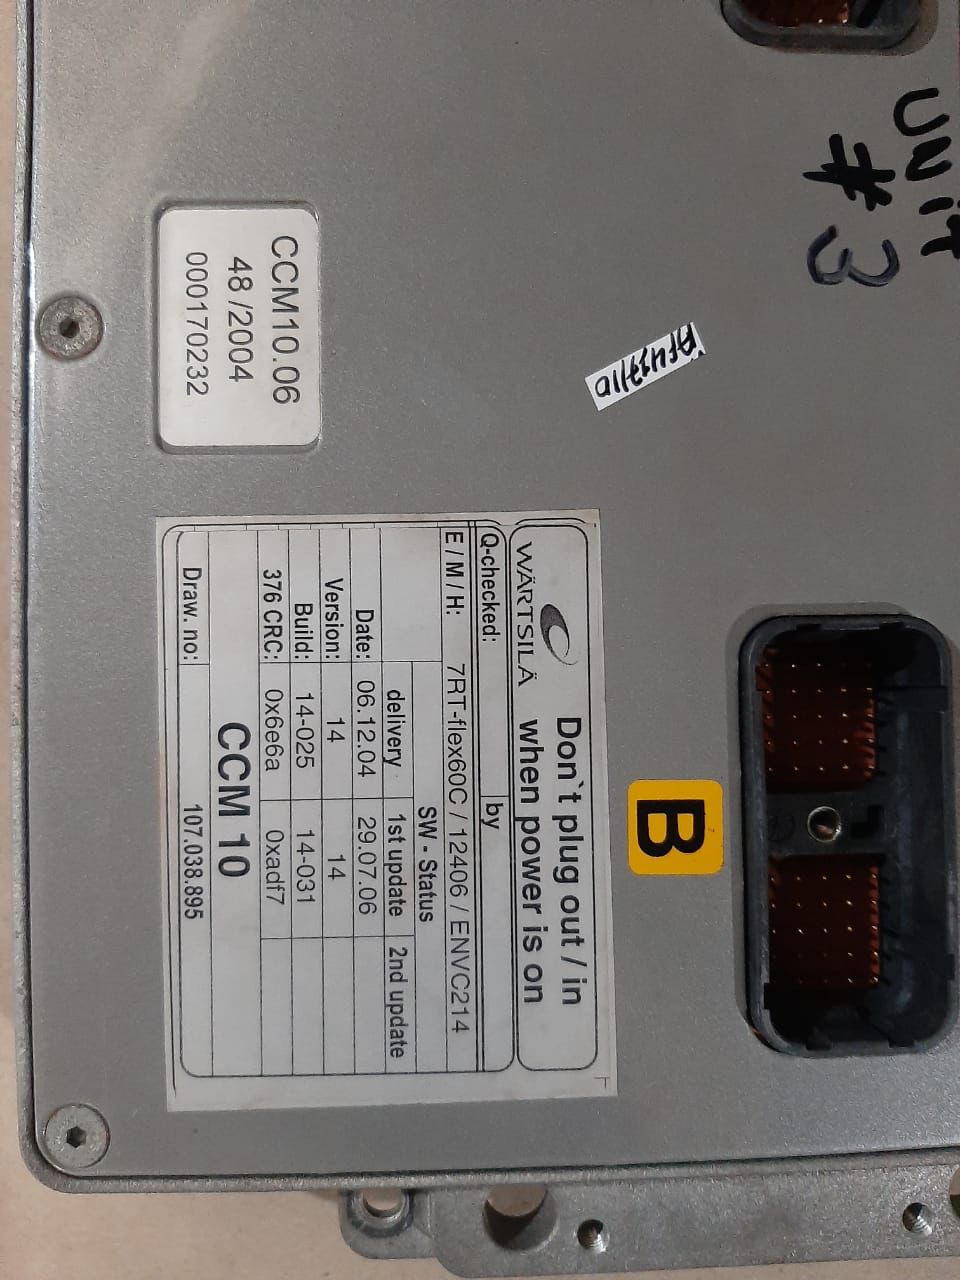 UNIT
# 3
CCM10.06
48 /2004
000170232
WÄRTSILÄ
Don`t plug out / in
when power is on
Q-checked: by
E / M / H: 7RT-flex60C / 12406 / ENVC214
SW - Status
delivery 1st update 2nd update
Date: 06.12.04 29.07.06
Version: 14 14
Build: 14-025 14-031
376 CRC: 0x6e6a 0xadf7
CCM 10
Draw. no: 107.038.895
B